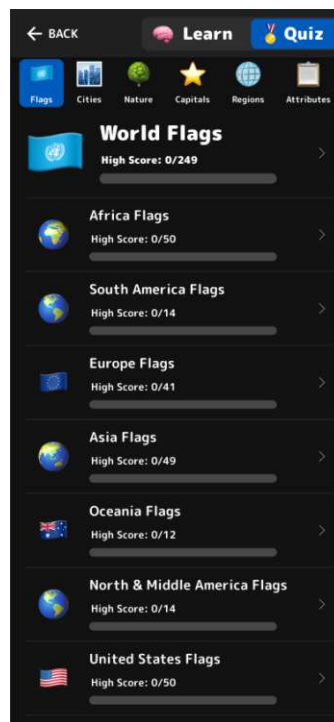 ← BACK
Learn
Quiz
Flags
Cities
Nature
Capitals
Regions
Attributes
World Flags
High Score: 0/249
Africa Flags
High Score: 0/50
South America Flags
High Score: 0/14
Europe Flags
High Score: 0/41
Asia Flags
High Score: 0/49
Oceania Flags
High Score: 0/12
North & Middle America Flags
High Score: 0/14
United States Flags
High Score: 0/50